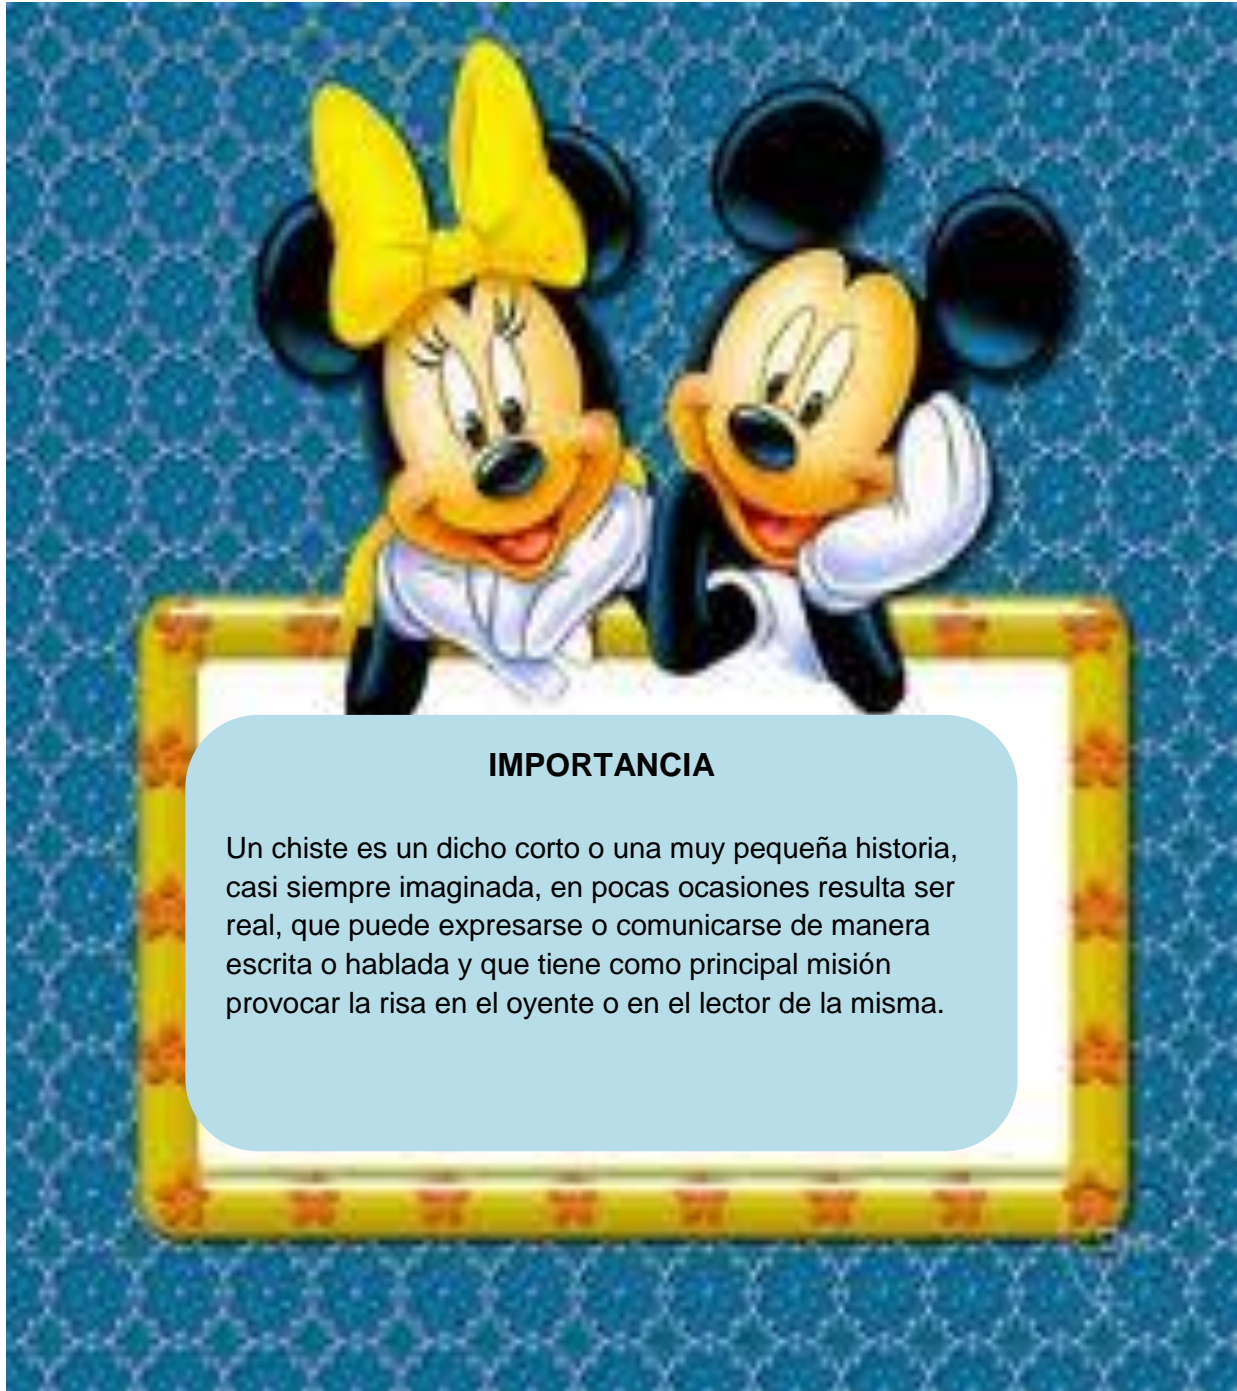 IMPORTANCIA
Un chiste es un dicho corto o una muy pequeña historia,
casi siempre imaginada, en pocas ocasiones resulta ser
real, que puede expresarse o comunicarse de manera
escrita o hablada y que tiene como principal misión
provocar la risa en el oyente o en el lector de la misma.